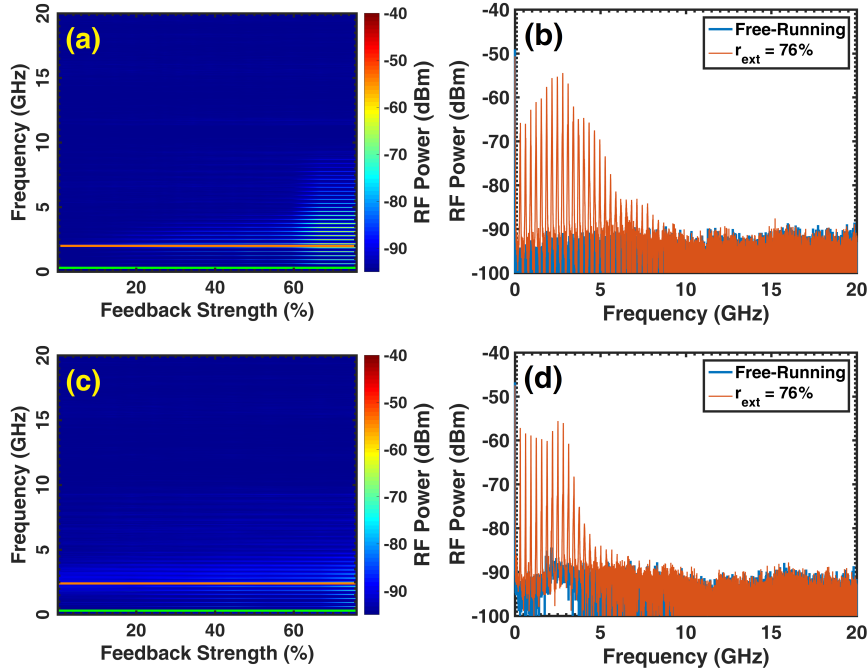 (a)
20
15
10
5
0
Frequency (GHz)
20 40 60
Feedback Strength (%)
-40
-50
-60
-70
-80
-90
RF Power (dBm)
(b)
-40
-50
-60
-70
-80
-90
-100
RF Power (dBm)
0 5 10 15 20
Frequency (GHz)
Free-Running
r_ext = 76%
(c)
20
15
10
5
0
Frequency (GHz)
20 40 60
Feedback Strength (%)
-40
-50
-60
-70
-80
-90
RF Power (dBm)
(d)
-40
-50
-60
-70
-80
-90
-100
RF Power (dBm)
0 5 10 15 20
Frequency (GHz)
Free-Running
r_ext = 76%